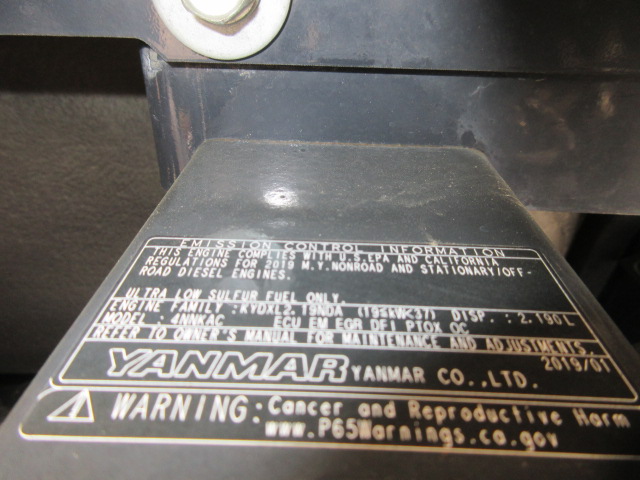 EMISSION CONTROL INFORMATION
THIS ENGINE COMPLIES WITH U.S.EPA AND CALIFORNIA
REGULATIONS FOR 2019 M.Y.NONROAD AND STATIONARY/OFF-
ROAD DIESEL ENGINES.
ULTRA LOW SULFUR FUEL ONLY.
ENGINE FAMILY : KYDXL2.19NDA (19≤kW<37) DISP. : 2.190L
MODEL : ECU EM EGR DFI PTOX OC
REFER TO OWNER'S MANUAL FOR MAINTENANCE AND ADJUSTMENTS.
2019/01
YANMAR YANMAR CO.,LTD.
WARNING: Cancer and Reproductive Harm
www.P65Warnings.ca.gov